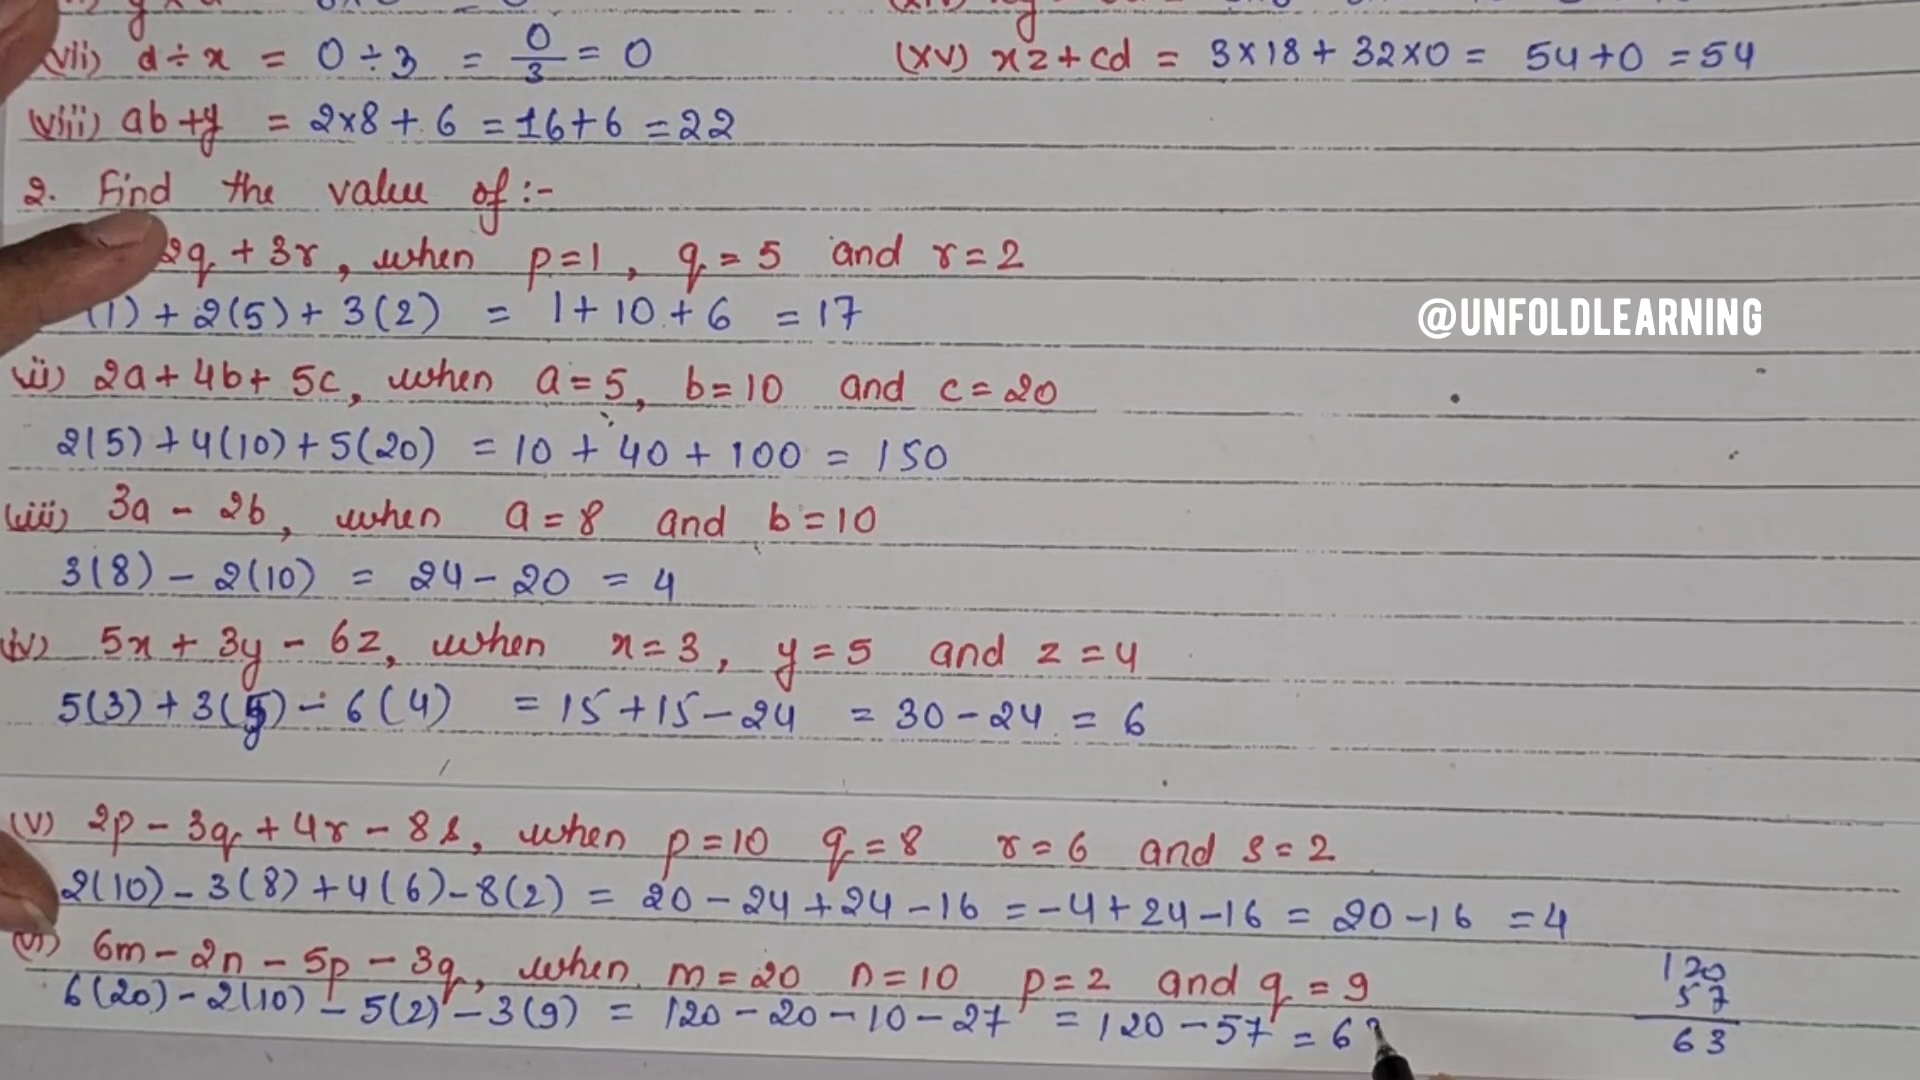 (vii) d ÷ x = 0 ÷ 3 = 0/3 = 0
(xv) xz + cd = 3×18 + 32×0 = 54+0 = 54
(viii) ab + y = 2×8 + 6 = 16+6 = 22
2. Find the value of :-
2q + 3r, when p=1, q=5 and r=2
(1) + 2(5) + 3(2) = 1+10+6 = 17
@UNFOLDLEARNING
(ii) 2a + 4b + 5c, when a=5, b=10 and c=20
2(5) + 4(10) + 5(20) = 10 + 40 + 100 = 150
(iii) 3a - 2b, when a=8 and b=10
3(8) - 2(10) = 24 - 20 = 4
iv) 5x + 3y - 6z, when x=3, y=5 and z=4
5(3) + 3(5) - 6(4) = 15+15-24 = 30-24 = 6
(v) 2p - 3q + 4r - 8s, when p=10 q=8 r=6 and s=2
2(10) - 3(8) + 4(6) - 8(2) = 20 - 24 + 24 - 16 = -4 + 24 - 16 = 20 - 16 = 4
(vi) 6m - 2n - 5p - 3q, when m=20 n=10 p=2 and q=9
6(20) - 2(10) - 5(2) - 3(9) = 120 - 20 - 10 - 27 = 120 - 57 = 6
120
57
63